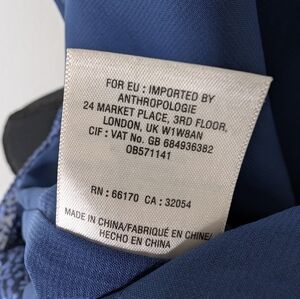 FOR EU : IMPORTED BY
ANTHROPOLOGIE
24 MARKET PLACE, 3RD FLOOR,
LONDON, UK W1W8AN
CIF : VAT No. GB 684936382
OB571141
RN : 66170 CA : 32054
MADE IN CHINA/FABRIQUÉ EN CHINE/
HECHO EN CHINA